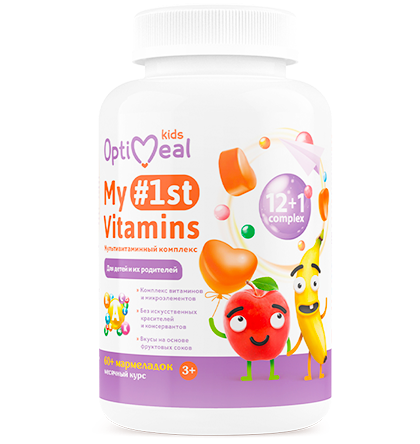 kids
OptiMeal
My #1st
Vitamins
Мультивитаминный комплекс
Для детей и их родителей
12+1
complex
• Комплекс витаминов
и микроэлементов
• Без искусственных
красителей
и консервантов
• Вкусы на основе
фруктовых соков
60+ мармеладок
месячный курс
3+